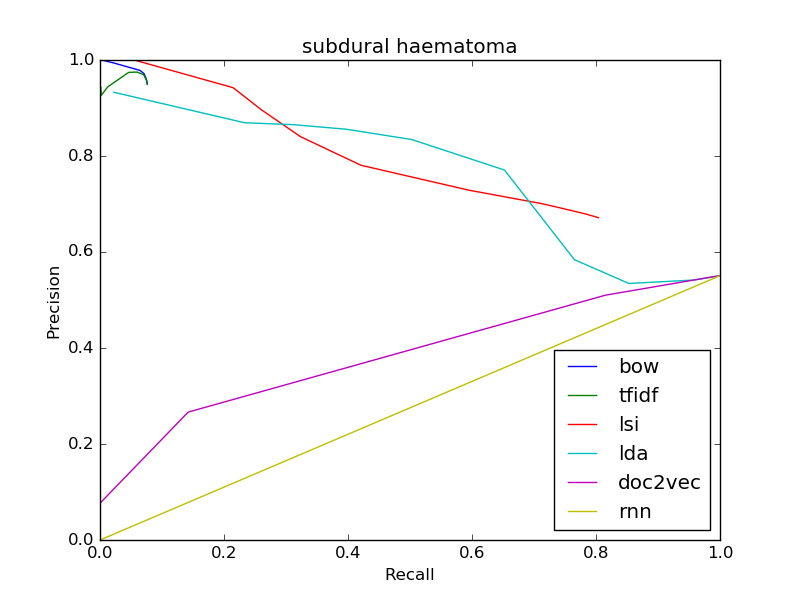 subdural haematoma
1.0
0.8
0.6
0.4
0.2
0.0
Precision
0.0 0.2 0.4 0.6 0.8 1.0
Recall
bow
tfidf
lsi
lda
doc2vec
rnn